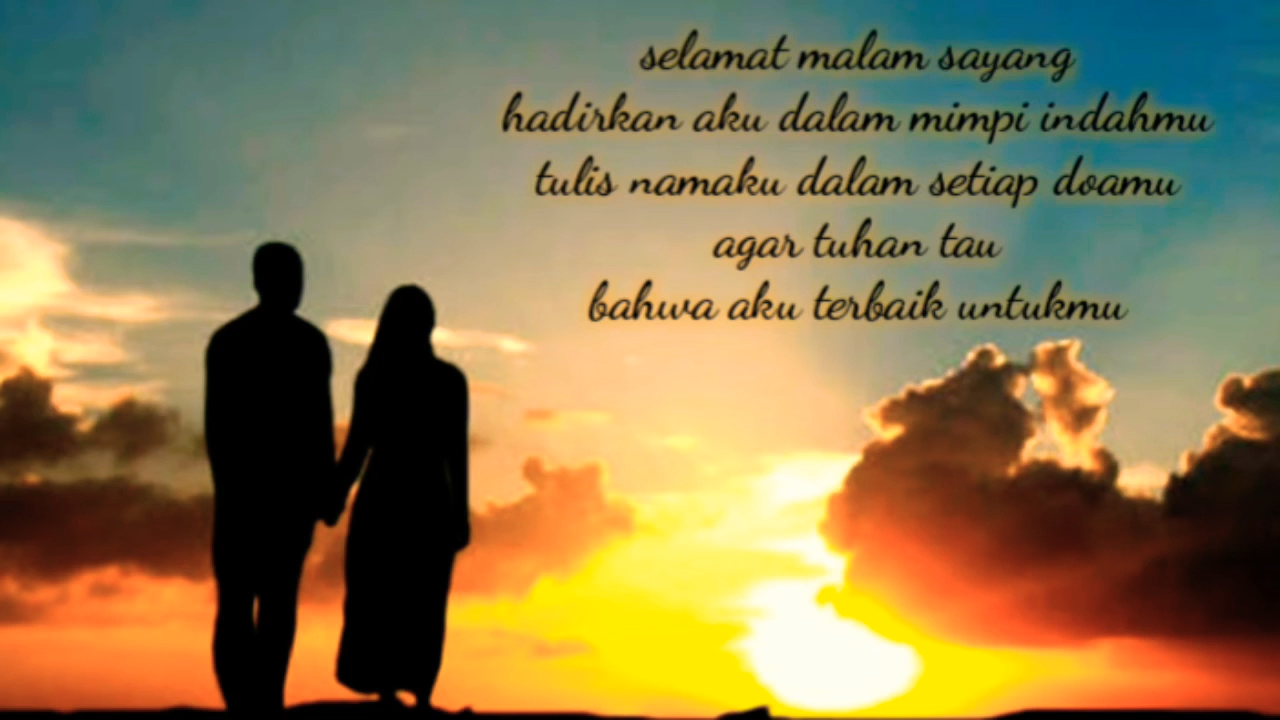 selamat malam sayang
hadirkan aku dalam mimpi indahmu
tulis namaku dalam setiap doamu
agar tuhan tau
bahwa aku terbaik untukmu